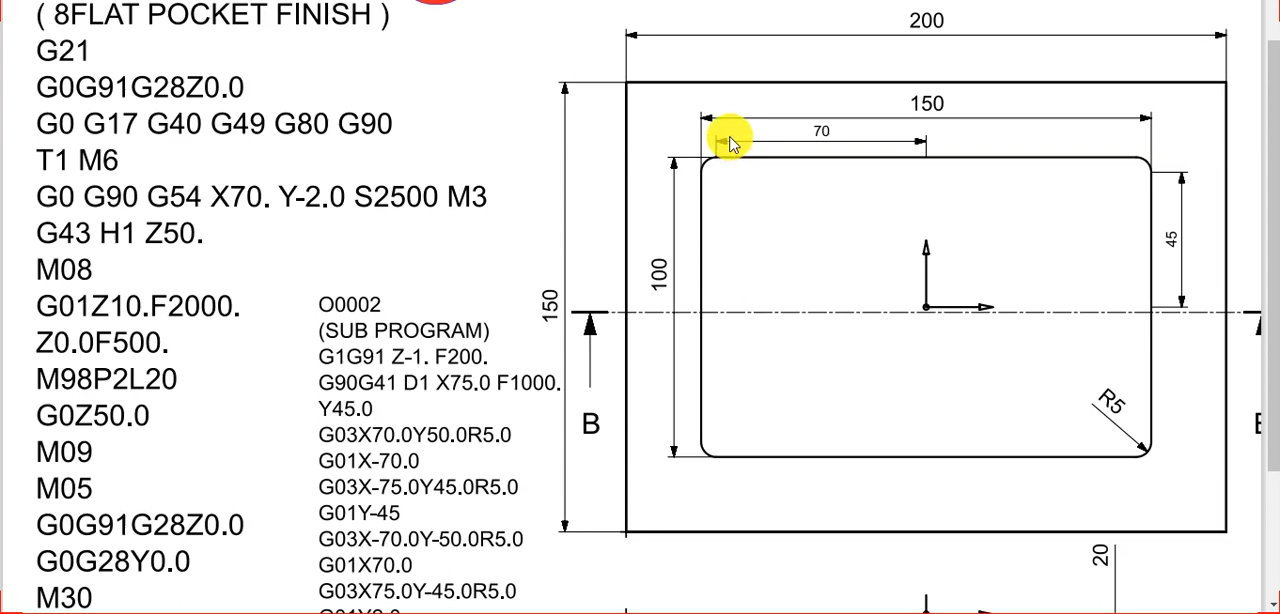 ( 8FLAT POCKET FINISH )
G21
G0G91G28Z0.0
G0 G17 G40 G49 G80 G90
T1 M6
G0 G90 G54 X70. Y-2.0 S2500 M3
G43 H1 Z50.
M08
G01Z10.F2000.
Z0.0F500.
M98P2L20
G0Z50.0
M09
M05
G0G91G28Z0.0
G0G28Y0.0
M30
O0002
(SUB PROGRAM)
G1G91 Z-1. F200.
G90G41 D1 X75.0 F1000.
Y45.0
G03X70.0Y50.0R5.0
G01X-70.0
G03X-75.0Y45.0R5.0
G01Y-45
G03X-70.0Y-50.0R5.0
G01X70.0
G03X75.0Y-45.0R5.0
200
150
70
45
100
150
R5
B
20